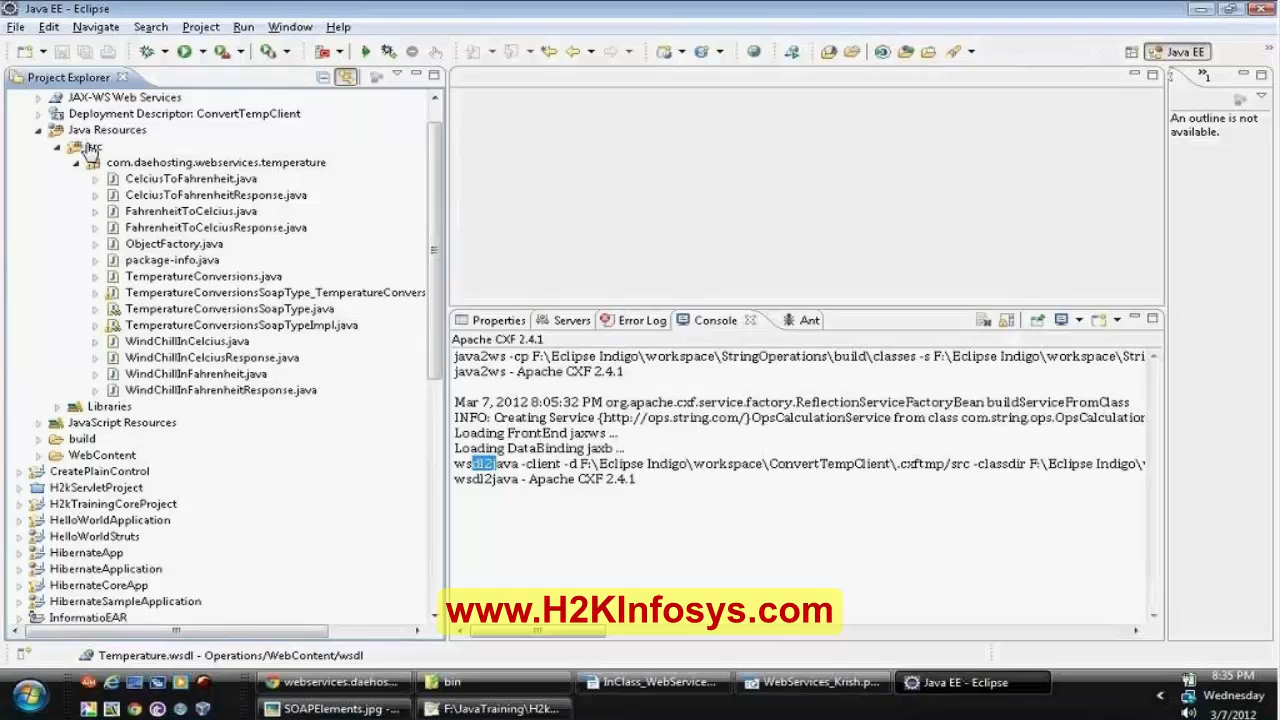 Java EE - Eclipse
File Edit Navigate Search Project Run Window Help
Java EE
Project Explorer
JAX-WS Web Services
Deployment Descriptor: ConvertTempClient
Java Resources
src
com.daehosting.webservices.temperature
CelciusToFahrenheit.java
CelciusToFahrenheitResponse.java
FahrenheitToCelcius.java
FahrenheitToCelciusResponse.java
ObjectFactory.java
package-info.java
TemperatureConversions.java
TemperatureConversionsSoapType_TemperatureConvers
TemperatureConversionsSoapType.java
TemperatureConversionsSoapTypeImpl.java
WindChillInCelcius.java
WindChillInCelciusResponse.java
WindChillInFahrenheit.java
WindChillInFahrenheitResponse.java
Libraries
JavaScript Resources
build
WebContent
CreatePlainControl
H2kServletProject
H2kTrainingCoreProject
HelloWorldApplication
HelloWorldStruts
HibernateApp
HibernateApplication
HibernateCoreApp
HibernateSampleApplication
InformatioEAR
1
An outline is not
available.
Properties Servers Error Log Console Ant
Apache CXF 2.4.1
java2ws -cp F:\Eclipse Indigo\workspace\StringOperations\build\classes -s F:\Eclipse Indigo\workspace\Stri
java2ws - Apache CXF 2.4.1
Mar 7, 2012 8:05:32 PM org.apache.cxf.service.factory.ReflectionServiceFactoryBean buildServiceFromClass
INFO: Creating Service {http://ops.string.com/}OpsCalculationService from class com.string.ops.OpsCalculation
Loading FrontEnd jaxws ...
Loading DataBinding jaxb ...
wsdl2java -client -d F:\Eclipse Indigo\workspace\ConvertTempClient\.cxftmp/src -classdir F:\Eclipse Indigo\
wsdl2java - Apache CXF 2.4.1
www.H2KInfosys.com
Temperature.wsdl - Operations/WebContent/wsdl
webservices.daehos... bin InClass_WebService... WebServices_Krish.p... Java EE - Eclipse
SOAPElements.jpg -... F:\JavaTraining\H2k...
8:35 PM
Wednesday
3/7/2012